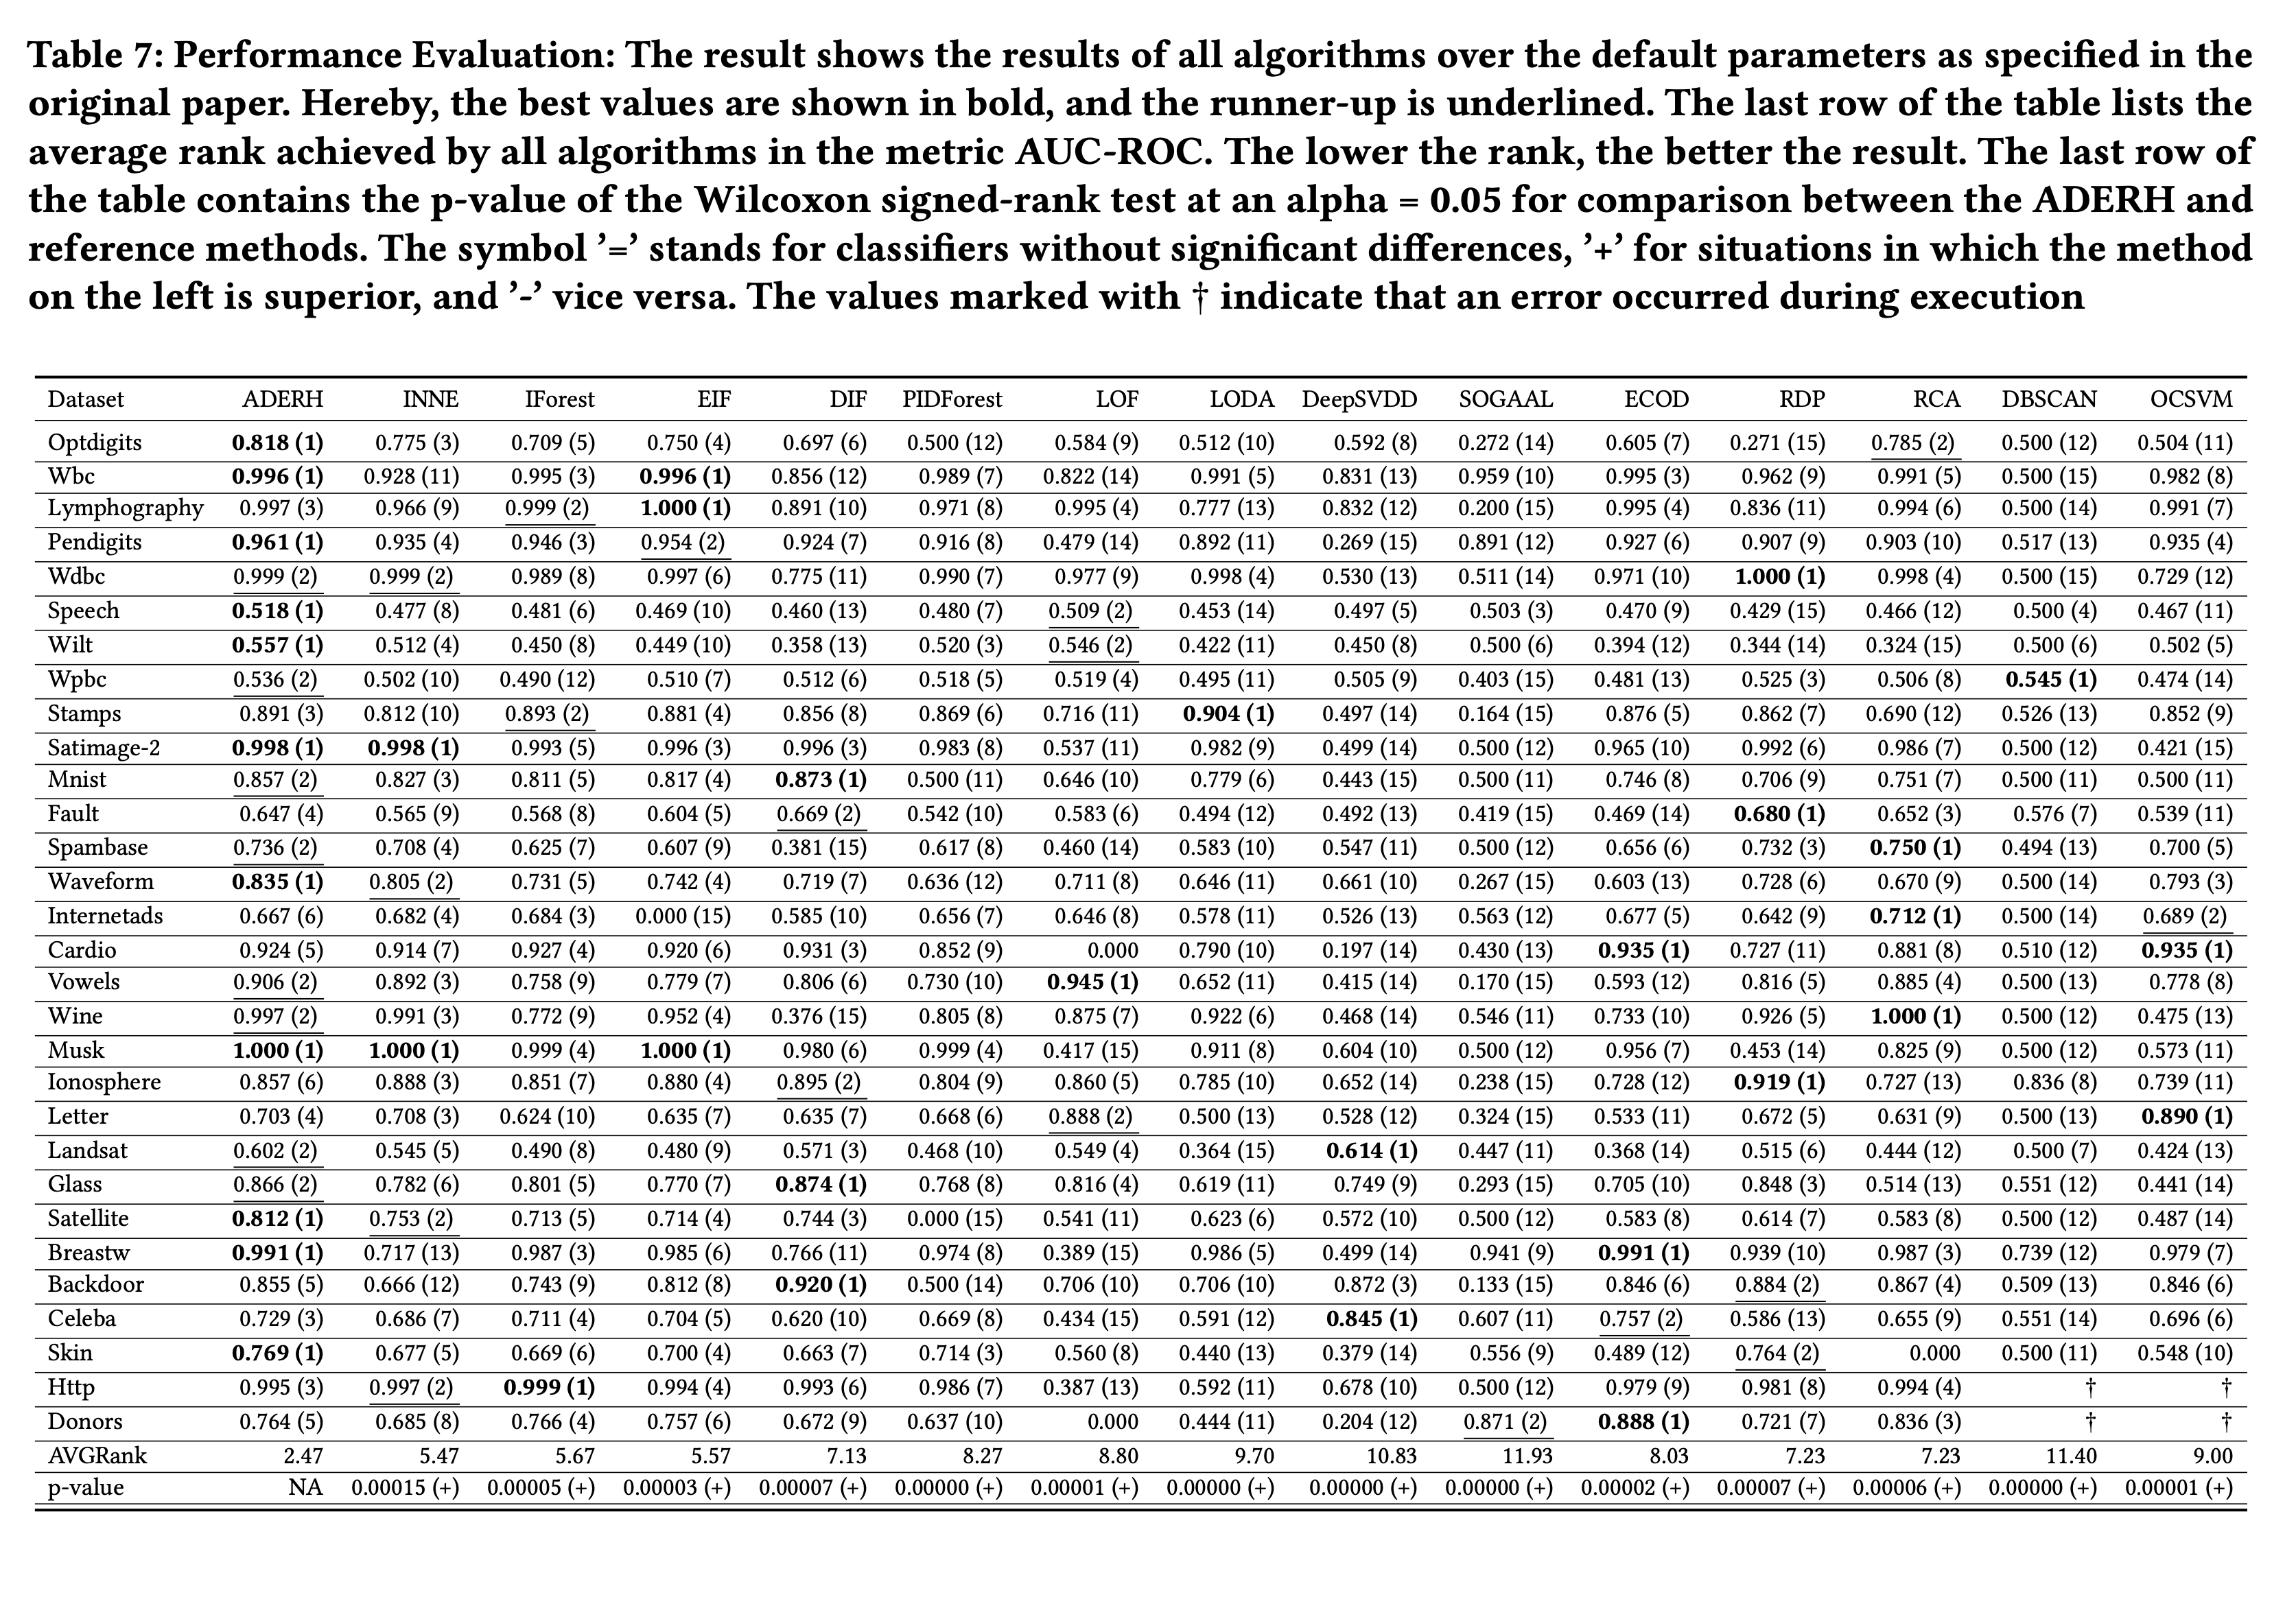 Table 7: Performance Evaluation: The result shows the results of all algorithms over the default parameters as specified in the
original paper. Hereby, the best values are shown in bold, and the runner-up is underlined. The last row of the table lists the
average rank achieved by all algorithms in the metric AUC-ROC. The lower the rank, the better the result. The last row of
the table contains the p-value of the Wilcoxon signed-rank test at an alpha = 0.05 for comparison between the ADERH and
reference methods. The symbol ’=’ stands for classifiers without significant differences, ’+’ for situations in which the method
on the left is superior, and ’-’ vice versa. The values marked with † indicate that an error occurred during execution
Dataset ADERH INNE IForest EIF DIF PIDForest LOF LODA DeepSVDD SOGAAL ECOD RDP RCA DBSCAN OCSVM
Optdigits 0.818 (1) 0.775 (3) 0.709 (5) 0.750 (4) 0.697 (6) 0.500 (12) 0.584 (9) 0.512 (10) 0.592 (8) 0.272 (14) 0.605 (7) 0.271 (15) 0.785 (2) 0.500 (12) 0.504 (11)
Wbc 0.996 (1) 0.928 (11) 0.995 (3) 0.996 (1) 0.856 (12) 0.989 (7) 0.822 (14) 0.991 (5) 0.831 (13) 0.959 (10) 0.995 (3) 0.962 (9) 0.991 (5) 0.500 (15) 0.982 (8)
Lymphography 0.997 (3) 0.966 (9) 0.999 (2) 1.000 (1) 0.891 (10) 0.971 (8) 0.995 (4) 0.777 (13) 0.832 (12) 0.200 (15) 0.995 (4) 0.836 (11) 0.994 (6) 0.500 (14) 0.991 (7)
Pendigits 0.961 (1) 0.935 (4) 0.946 (3) 0.954 (2) 0.924 (7) 0.916 (8) 0.479 (14) 0.892 (11) 0.269 (15) 0.891 (12) 0.927 (6) 0.907 (9) 0.903 (10) 0.517 (13) 0.935 (4)
Wdbc 0.999 (2) 0.999 (2) 0.989 (8) 0.997 (6) 0.775 (11) 0.990 (7) 0.977 (9) 0.998 (4) 0.530 (13) 0.511 (14) 0.971 (10) 1.000 (1) 0.998 (4) 0.500 (15) 0.729 (12)
Speech 0.518 (1) 0.477 (8) 0.481 (6) 0.469 (10) 0.460 (13) 0.480 (7) 0.509 (2) 0.453 (14) 0.497 (5) 0.503 (3) 0.470 (9) 0.429 (15) 0.466 (12) 0.500 (4) 0.467 (11)
Wilt 0.557 (1) 0.512 (4) 0.450 (8) 0.449 (10) 0.358 (13) 0.520 (3) 0.546 (2) 0.422 (11) 0.450 (8) 0.500 (6) 0.394 (12) 0.344 (14) 0.324 (15) 0.500 (6) 0.502 (5)
Wpbc 0.536 (2) 0.502 (10) 0.490 (12) 0.510 (7) 0.512 (6) 0.518 (5) 0.519 (4) 0.495 (11) 0.505 (9) 0.403 (15) 0.481 (13) 0.525 (3) 0.506 (8) 0.545 (1) 0.474 (14)
Stamps 0.891 (3) 0.812 (10) 0.893 (2) 0.881 (4) 0.856 (8) 0.869 (6) 0.716 (11) 0.904 (1) 0.497 (14) 0.164 (15) 0.876 (5) 0.862 (7) 0.690 (12) 0.526 (13) 0.852 (9)
Satimage-2 0.998 (1) 0.998 (1) 0.993 (5) 0.996 (3) 0.996 (3) 0.983 (8) 0.537 (11) 0.982 (9) 0.499 (14) 0.500 (12) 0.965 (10) 0.992 (6) 0.986 (7) 0.500 (12) 0.421 (15)
Mnist 0.857 (2) 0.827 (3) 0.811 (5) 0.817 (4) 0.873 (1) 0.500 (11) 0.646 (10) 0.779 (6) 0.443 (15) 0.500 (11) 0.746 (8) 0.706 (9) 0.751 (7) 0.500 (11) 0.500 (11)
Fault 0.647 (4) 0.565 (9) 0.568 (8) 0.604 (5) 0.669 (2) 0.542 (10) 0.583 (6) 0.494 (12) 0.492 (13) 0.419 (15) 0.469 (14) 0.680 (1) 0.652 (3) 0.576 (7) 0.539 (11)
Spambase 0.736 (2) 0.708 (4) 0.625 (7) 0.607 (9) 0.381 (15) 0.617 (8) 0.460 (14) 0.583 (10) 0.547 (11) 0.500 (12) 0.656 (6) 0.732 (3) 0.750 (1) 0.494 (13) 0.700 (5)
Waveform 0.835 (1) 0.805 (2) 0.731 (5) 0.742 (4) 0.719 (7) 0.636 (12) 0.711 (8) 0.646 (11) 0.661 (10) 0.267 (15) 0.603 (13) 0.728 (6) 0.670 (9) 0.500 (14) 0.793 (3)
Internetads 0.667 (6) 0.682 (4) 0.684 (3) 0.000 (15) 0.585 (10) 0.656 (7) 0.646 (8) 0.578 (11) 0.526 (13) 0.563 (12) 0.677 (5) 0.642 (9) 0.712 (1) 0.500 (14) 0.689 (2)
Cardio 0.924 (5) 0.914 (7) 0.927 (4) 0.920 (6) 0.931 (3) 0.852 (9) 0.000 0.790 (10) 0.197 (14) 0.430 (13) 0.935 (1) 0.727 (11) 0.881 (8) 0.510 (12) 0.935 (1)
Vowels 0.906 (2) 0.892 (3) 0.758 (9) 0.779 (7) 0.806 (6) 0.730 (10) 0.945 (1) 0.652 (11) 0.415 (14) 0.170 (15) 0.593 (12) 0.816 (5) 0.885 (4) 0.500 (13) 0.778 (8)
Wine 0.997 (2) 0.991 (3) 0.772 (9) 0.952 (4) 0.376 (15) 0.805 (8) 0.875 (7) 0.922 (6) 0.468 (14) 0.546 (11) 0.733 (10) 0.926 (5) 1.000 (1) 0.500 (12) 0.475 (13)
Musk 1.000 (1) 1.000 (1) 0.999 (4) 1.000 (1) 0.980 (6) 0.999 (4) 0.417 (15) 0.911 (8) 0.604 (10) 0.500 (12) 0.956 (7) 0.453 (14) 0.825 (9) 0.500 (12) 0.573 (11)
Ionosphere 0.857 (6) 0.888 (3) 0.851 (7) 0.880 (4) 0.895 (2) 0.804 (9) 0.860 (5) 0.785 (10) 0.652 (14) 0.238 (15) 0.728 (12) 0.919 (1) 0.727 (13) 0.836 (8) 0.739 (11)
Letter 0.703 (4) 0.708 (3) 0.624 (10) 0.635 (7) 0.635 (7) 0.668 (6) 0.888 (2) 0.500 (13) 0.528 (12) 0.324 (15) 0.533 (11) 0.672 (5) 0.631 (9) 0.500 (13) 0.890 (1)
Landsat 0.602 (2) 0.545 (5) 0.490 (8) 0.480 (9) 0.571 (3) 0.468 (10) 0.549 (4) 0.364 (15) 0.614 (1) 0.447 (11) 0.368 (14) 0.515 (6) 0.444 (12) 0.500 (7) 0.424 (13)
Glass 0.866 (2) 0.782 (6) 0.801 (5) 0.770 (7) 0.874 (1) 0.768 (8) 0.816 (4) 0.619 (11) 0.749 (9) 0.293 (15) 0.705 (10) 0.848 (3) 0.514 (13) 0.551 (12) 0.441 (14)
Satellite 0.812 (1) 0.753 (2) 0.713 (5) 0.714 (4) 0.744 (3) 0.000 (15) 0.541 (11) 0.623 (6) 0.572 (10) 0.500 (12) 0.583 (8) 0.614 (7) 0.583 (8) 0.500 (12) 0.487 (14)
Breastw 0.991 (1) 0.717 (13) 0.987 (3) 0.985 (6) 0.766 (11) 0.974 (8) 0.389 (15) 0.986 (5) 0.499 (14) 0.941 (9) 0.991 (1) 0.939 (10) 0.987 (3) 0.739 (12) 0.979 (7)
Backdoor 0.855 (5) 0.666 (12) 0.743 (9) 0.812 (8) 0.920 (1) 0.500 (14) 0.706 (10) 0.706 (10) 0.872 (3) 0.133 (15) 0.846 (6) 0.884 (2) 0.867 (4) 0.509 (13) 0.846 (6)
Celeba 0.729 (3) 0.686 (7) 0.711 (4) 0.704 (5) 0.620 (10) 0.669 (8) 0.434 (15) 0.591 (12) 0.845 (1) 0.607 (11) 0.757 (2) 0.586 (13) 0.655 (9) 0.551 (14) 0.696 (6)
Skin 0.769 (1) 0.677 (5) 0.669 (6) 0.700 (4) 0.663 (7) 0.714 (3) 0.560 (8) 0.440 (13) 0.379 (14) 0.556 (9) 0.489 (12) 0.764 (2) 0.000 0.500 (11) 0.548 (10)
Http 0.995 (3) 0.997 (2) 0.999 (1) 0.994 (4) 0.993 (6) 0.986 (7) 0.387 (13) 0.592 (11) 0.678 (10) 0.500 (12) 0.979 (9) 0.981 (8) 0.994 (4) † †
Donors 0.764 (5) 0.685 (8) 0.766 (4) 0.757 (6) 0.672 (9) 0.637 (10) 0.000 0.444 (11) 0.204 (12) 0.871 (2) 0.888 (1) 0.721 (7) 0.836 (3) † †
AVGRank 2.47 5.47 5.67 5.57 7.13 8.27 8.80 9.70 10.83 11.93 8.03 7.23 7.23 11.40 9.00
p-value NA 0.00015 (+) 0.00005 (+) 0.00003 (+) 0.00007 (+) 0.00000 (+) 0.00001 (+) 0.00000 (+) 0.00000 (+) 0.00000 (+) 0.00002 (+) 0.00007 (+) 0.00006 (+) 0.00000 (+) 0.00001 (+)